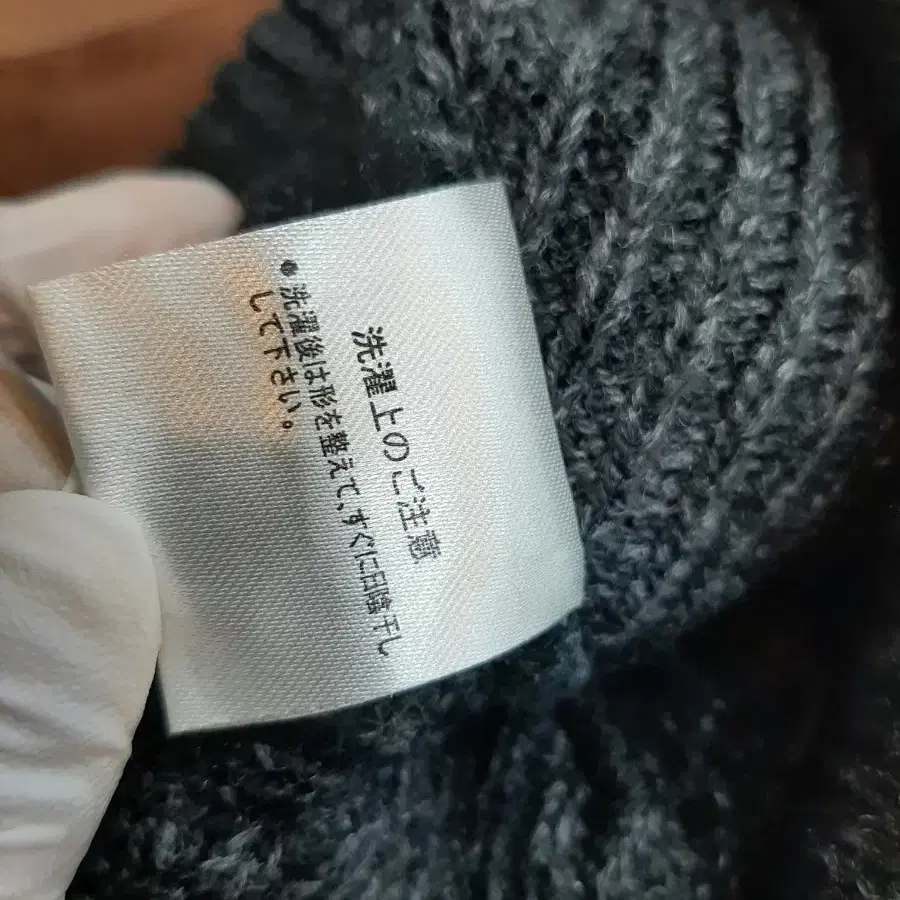 洗濯上のご注意
●洗濯後は形を整えて、すぐに日陰干し
して下さい。